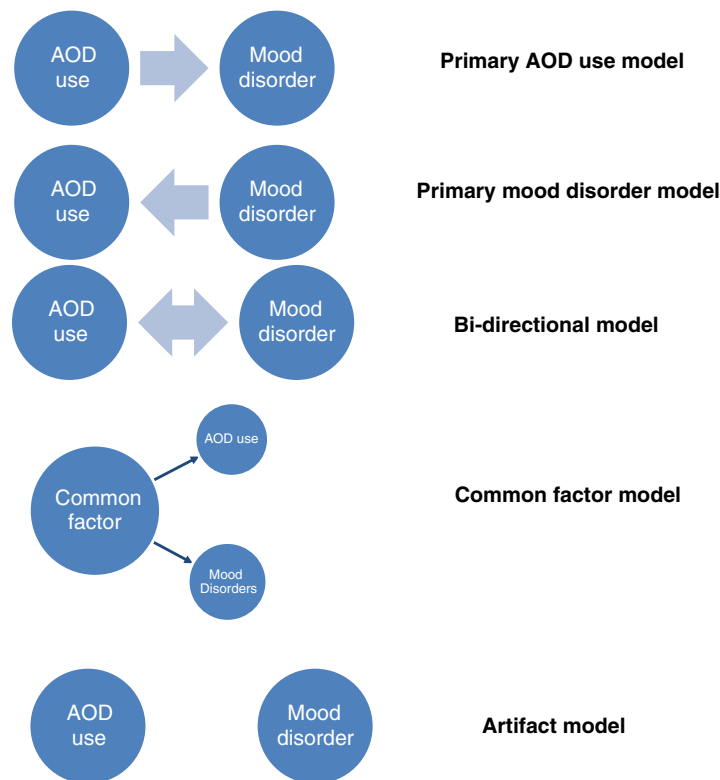 AOD
use
Mood
disorder
Primary AOD use model
AOD
use
Mood
disorder
Primary mood disorder model
AOD
use
Mood
disorder
Bi-directional model
AOD use
Common
factor
Mood
Disorders
Common factor model
AOD
use
Mood
disorder
Artifact model